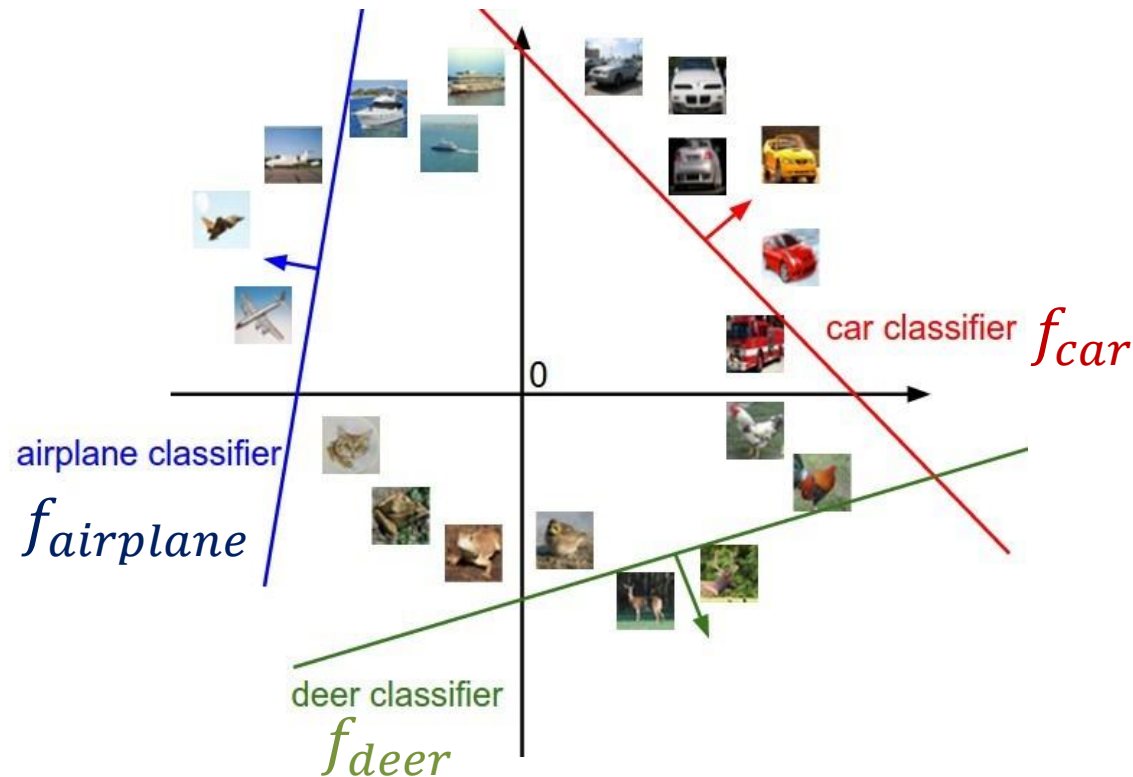 0
car classifier f_car
airplane classifier
f_airplane
deer classifier
f_deer